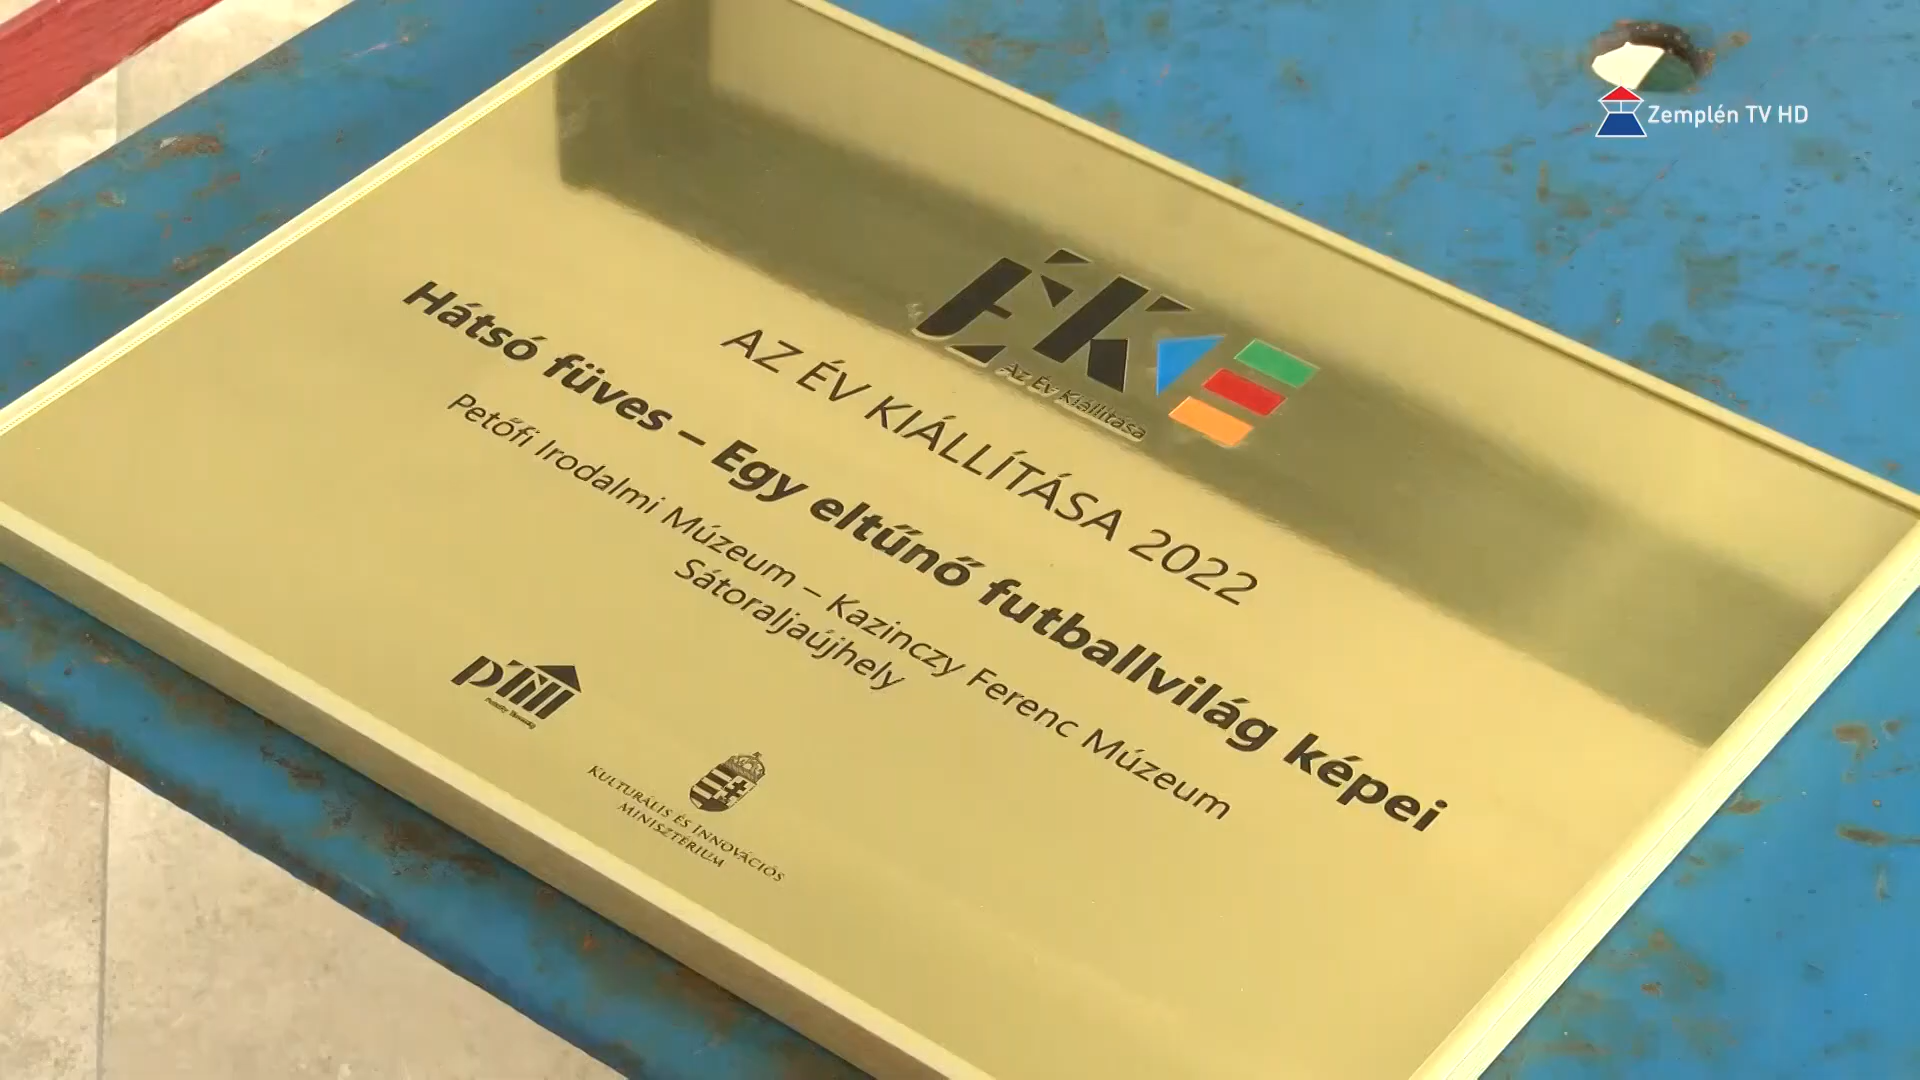 Zemplén TV HD
ÉK
Az Év Kiállítása
AZ ÉV KIÁLLÍTÁSA 2022
Hátsó füves – Egy eltűnő futballvilág képei
Petőfi Irodalmi Múzeum – Kazinczy Ferenc Múzeum
Sátoraljaújhely
KULTURÁLIS ÉS INNOVÁCIÓS
MINISZTÉRIUM